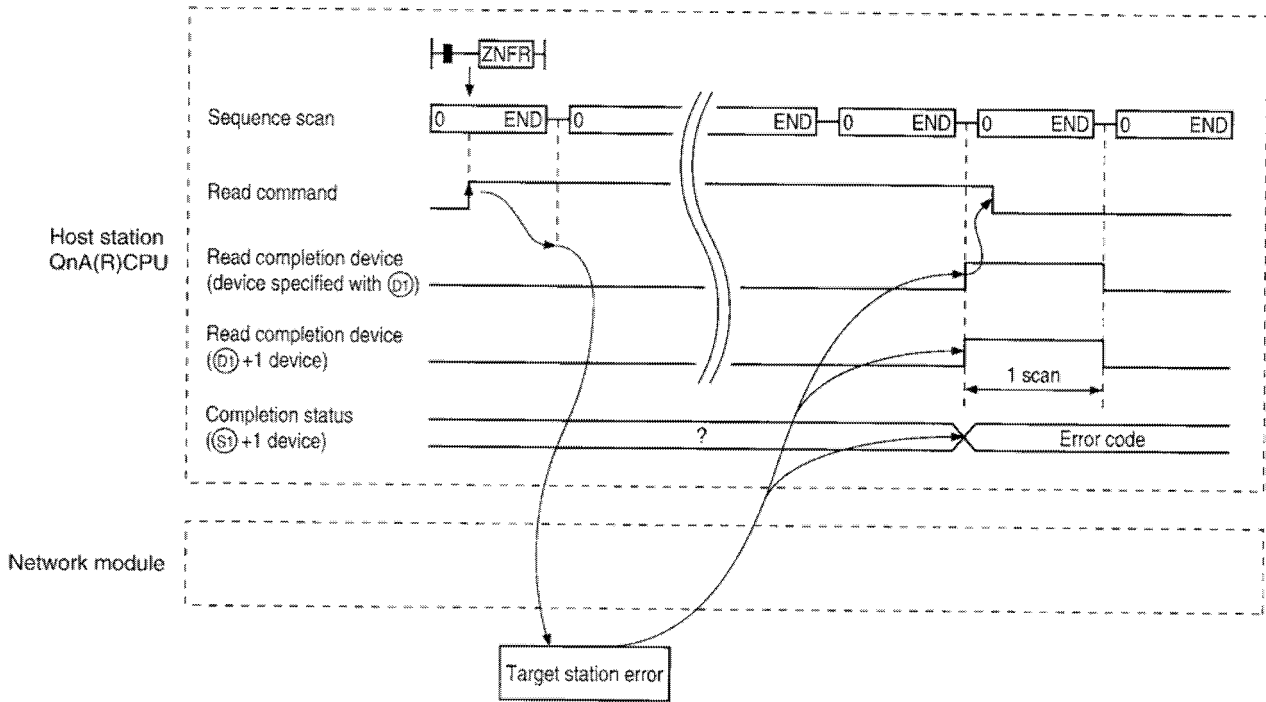 ZNFR
Sequence scan
0 END 0 END 0 END 0 END 0 END
Read command
Host station
QnA(R)CPU
Read completion device
(device specified with D1)
Read completion device
(D1 +1 device)
1 scan
Completion status
(S1 +1 device)
?
Error code
Network module
Target station error